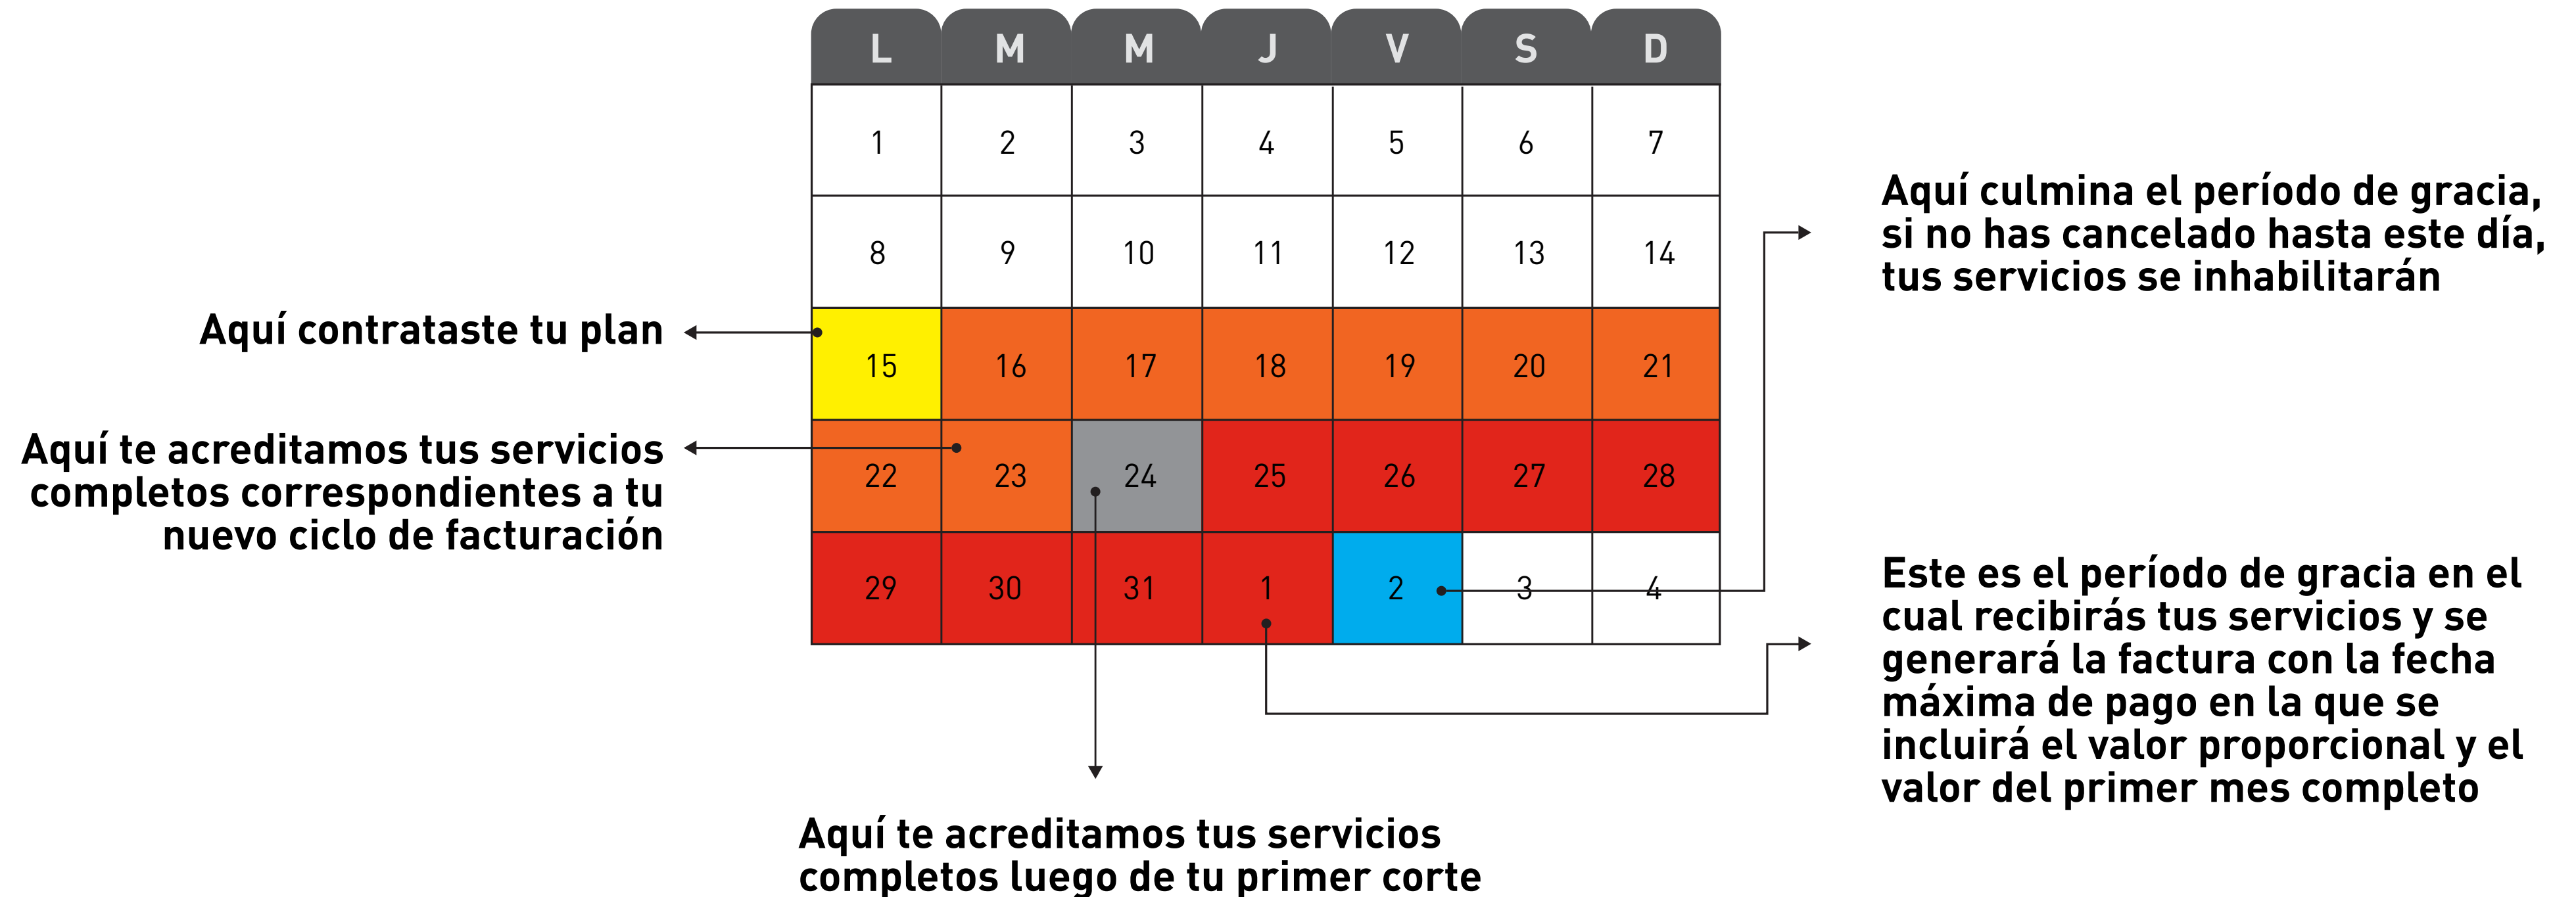 L M M J V S D
1 2 3 4 5 6 7
8 9 10 11 12 13 14
15 16 17 18 19 20 21
22 23 24 25 26 27 28
29 30 31 1 2 3 4
Aquí contrataste tu plan
Aquí te acreditamos tus servicios
completos correspondientes a tu
nuevo ciclo de facturación
Aquí te acreditamos tus servicios
completos luego de tu primer corte
Aquí culmina el período de gracia,
si no has cancelado hasta este día,
tus servicios se inhabilitarán
Este es el período de gracia en el
cual recibirás tus servicios y se
generará la factura con la fecha
máxima de pago en la que se
incluirá el valor proporcional y el
valor del primer mes completo